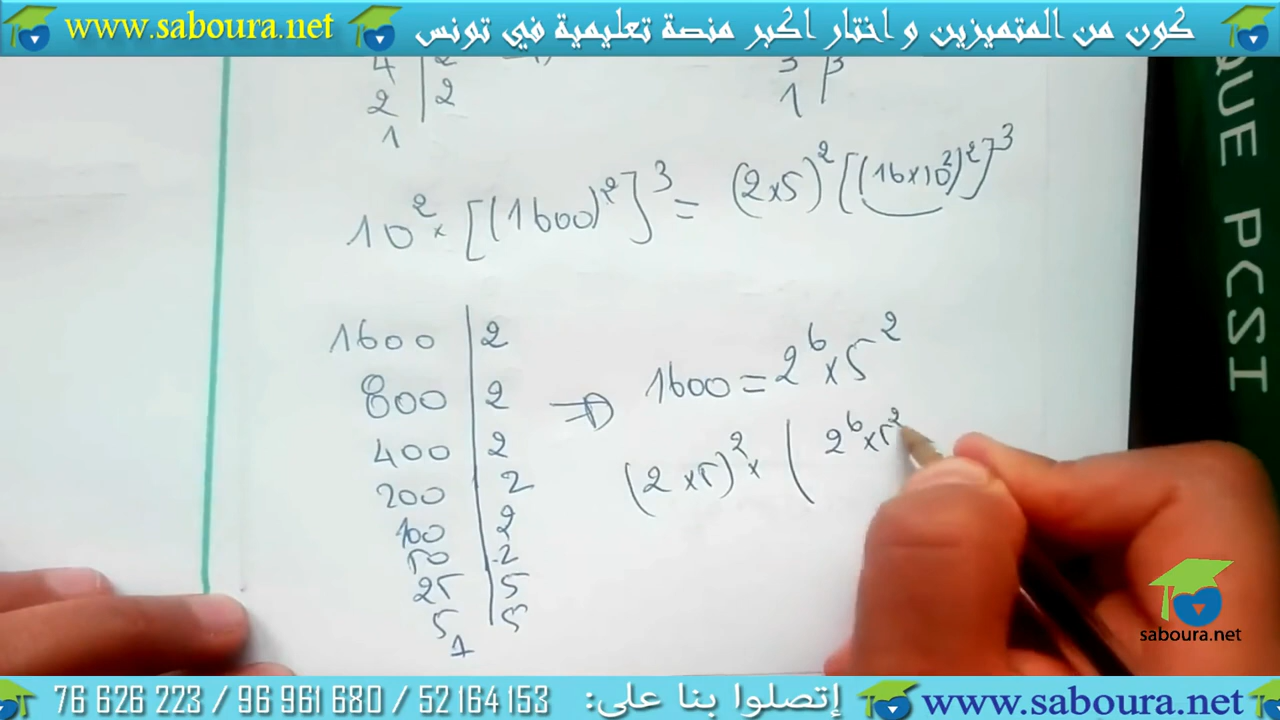 www.saboura.net كون من المتميزين و اختار اكبر منصة تعليمية في تونس
4 | 2
3 | 3
2 | 2
1
1
10² × [(1600)²]³ = (2×5)² [(16×10²)²]³
1600 | 2
800 | 2
400 | 2
200 | 2
100 | 2
50 | 2
25 | 5
5 | 5
1
⇒ 1600 = 2⁶ × 5²
(2 × 5)² × ( 2⁶ × 5²
QUE PCSI
saboura.net
76 626 223 / 96 961 680 / 52 164 153 إتصلوا بنا على: www.saboura.net